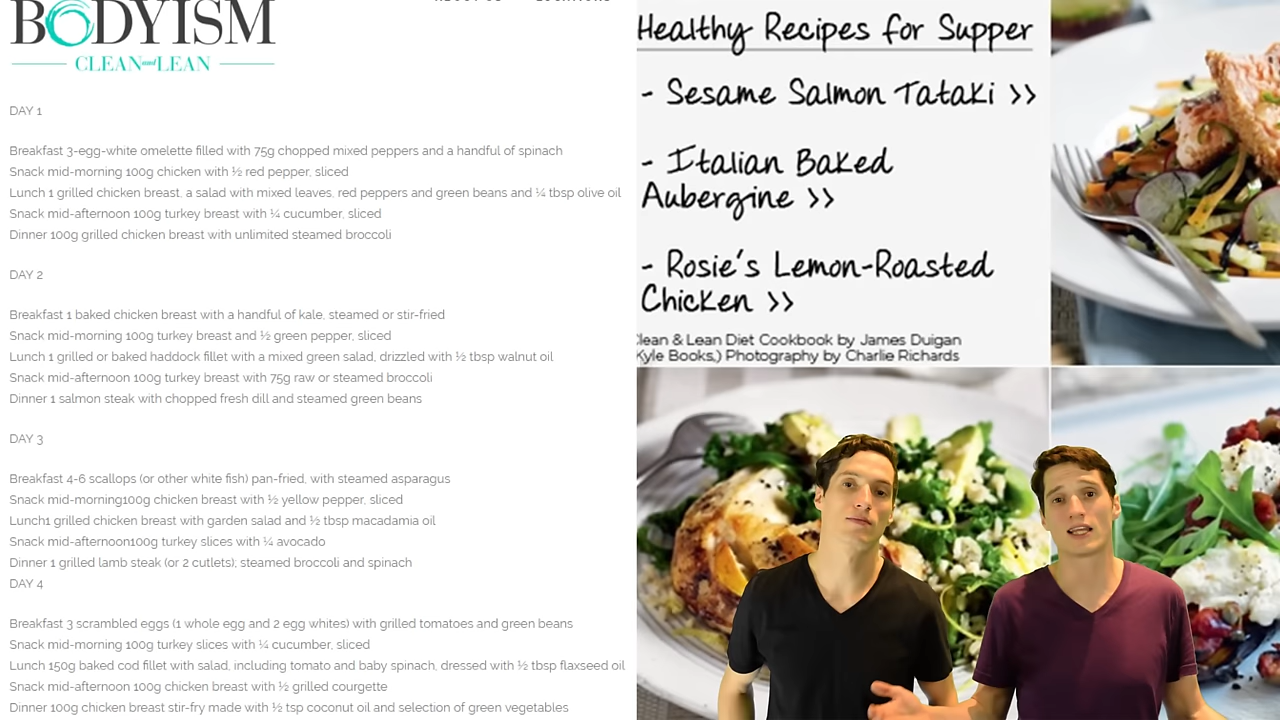 BODYISM
CLEAN and LEAN
DAY 1
Breakfast 3-egg-white omelette filled with 75g chopped mixed peppers and a handful of spinach
Snack mid-morning 100g chicken with ½ red pepper, sliced
Lunch 1 grilled chicken breast, a salad with mixed leaves, red peppers and green beans and ¼ tbsp olive oil
Snack mid-afternoon 100g turkey breast with ¼ cucumber, sliced
Dinner 100g grilled chicken breast with unlimited steamed broccoli
DAY 2
Breakfast 1 baked chicken breast with a handful of kale, steamed or stir-fried
Snack mid-morning 100g turkey breast and ½ green pepper, sliced
Lunch 1 grilled or baked haddock fillet with a mixed green salad, drizzled with ½ tbsp walnut oil
Snack mid-afternoon 100g turkey breast with 75g raw or steamed broccoli
Dinner 1 salmon steak with chopped fresh dill and steamed green beans
DAY 3
Breakfast 4-6 scallops (or other white fish) pan-fried, with steamed asparagus
Snack mid-morning100g chicken breast with ½ yellow pepper, sliced
Lunch1 grilled chicken breast with garden salad and ½ tbsp macadamia oil
Snack mid-afternoon100g turkey slices with ¼ avocado
Dinner 1 grilled lamb steak (or 2 cutlets); steamed broccoli and spinach
DAY 4
Breakfast 3 scrambled eggs (1 whole egg and 2 egg whites) with grilled tomatoes and green beans
Snack mid-morning 100g turkey slices with ¼ cucumber, sliced
Lunch 150g baked cod fillet with salad, including tomato and baby spinach, dressed with ½ tbsp flaxseed oil
Snack mid-afternoon 100g chicken breast with ½ grilled courgette
Dinner 100g chicken breast stir-fry made with ½ tsp coconut oil and selection of green vegetables
Healthy Recipes for Supper
- Sesame Salmon Tataki >>
- Italian Baked
Aubergine >>
- Rosie's Lemon-Roasted
Chicken >>
Clean & Lean Diet Cookbook by James Duigan
Kyle Books,) Photography by Charlie Richards